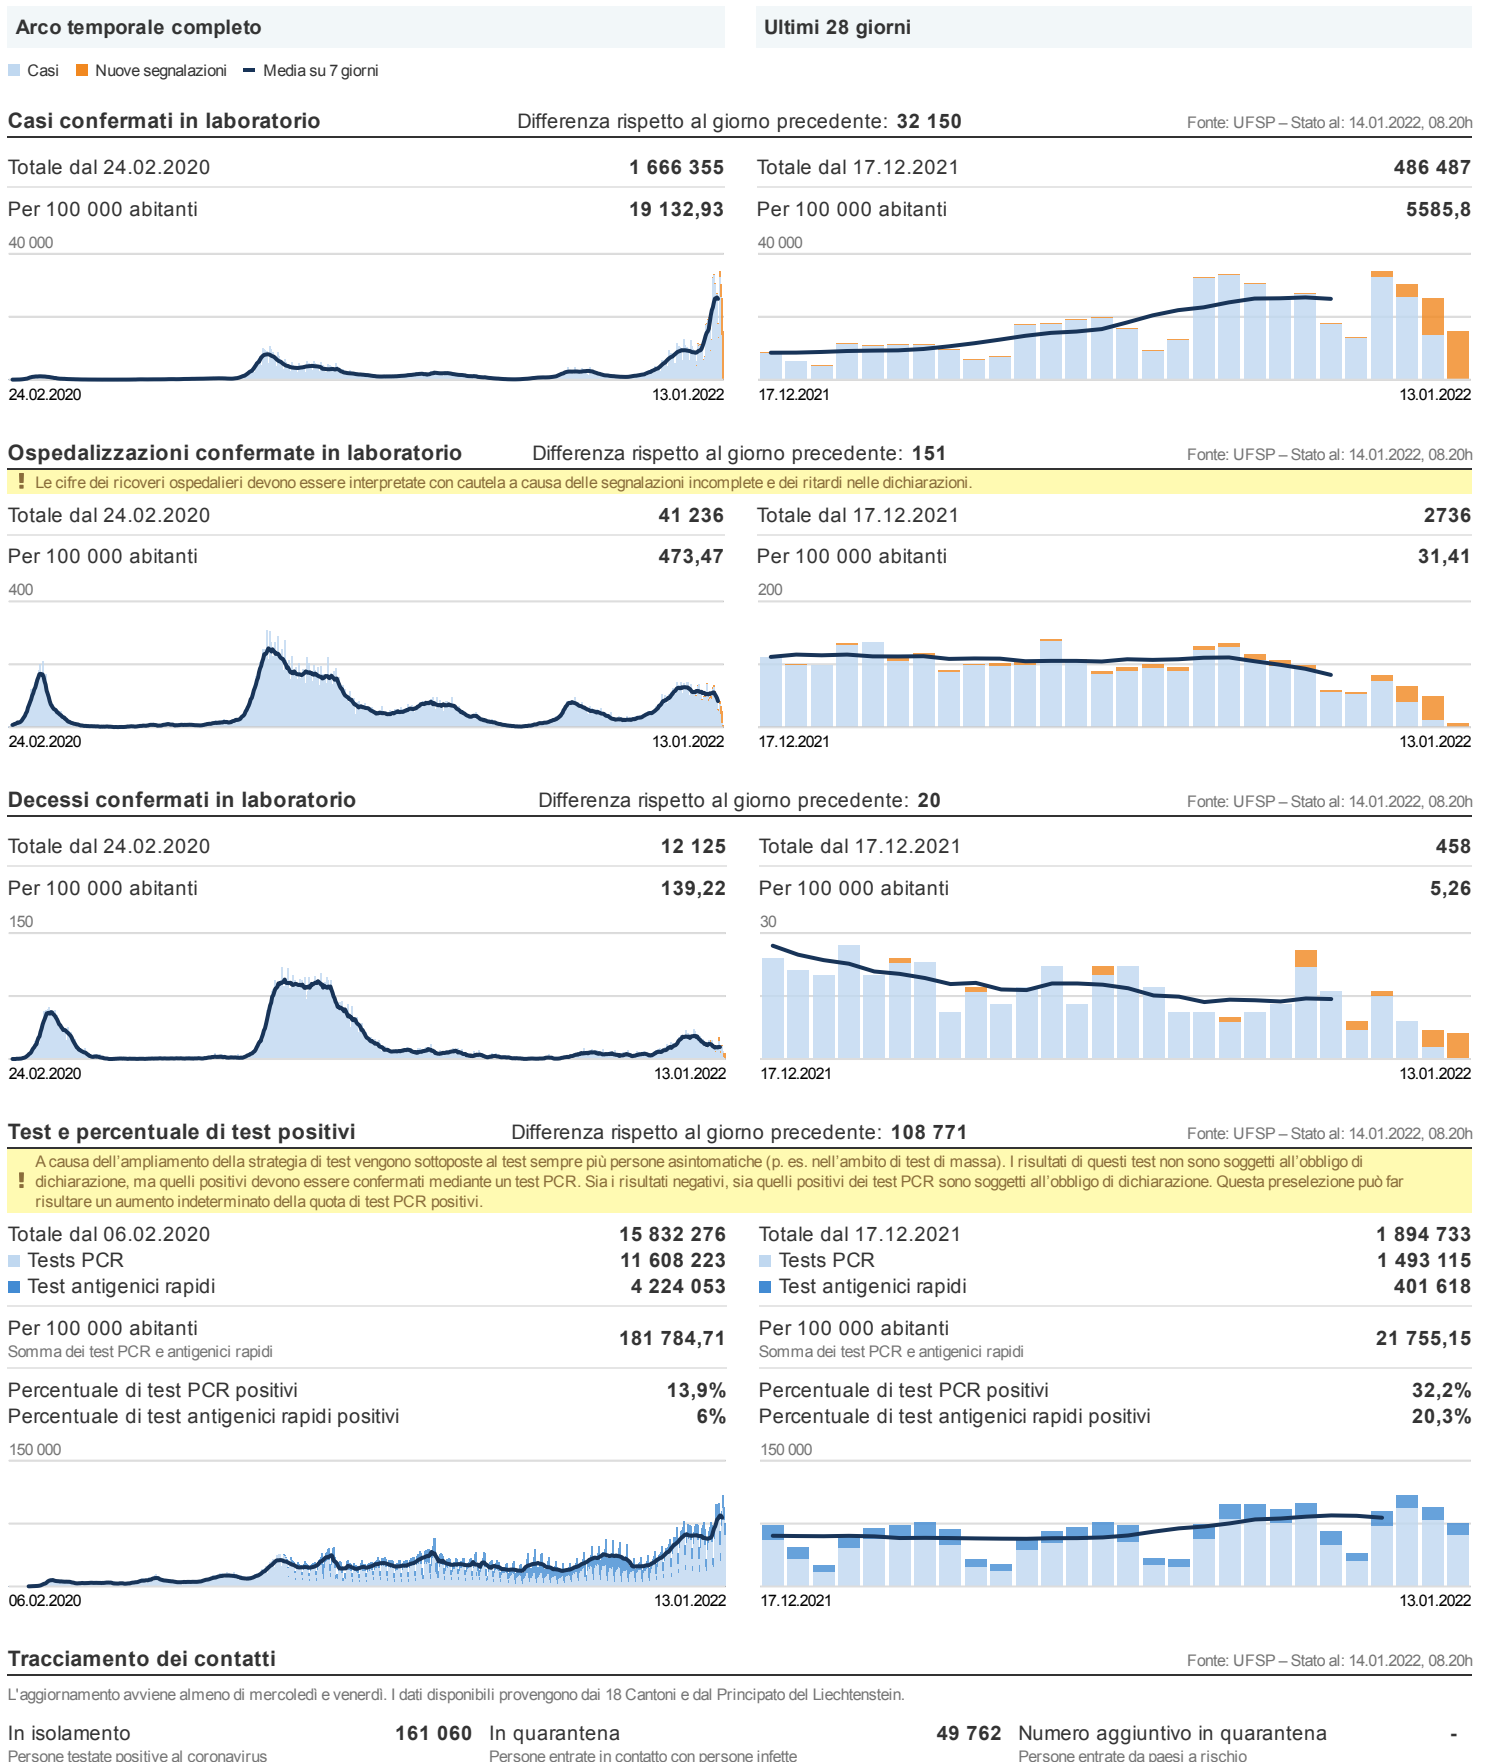 Arco temporale completo
Ultimi 28 giorni
Casi Nuove segnalazioni Media su 7 giorni
Casi confermati in laboratorio
Differenza rispetto al giorno precedente: 32 150
Fonte: UFSP – Stato al: 14.01.2022, 08.20h
Totale dal 24.02.2020 1 666 355
Per 100 000 abitanti 19 132,93
40 000
24.02.2020 13.01.2022
Totale dal 17.12.2021 486 487
Per 100 000 abitanti 5585,8
40 000
17.12.2021 13.01.2022
Ospedalizzazioni confermate in laboratorio
Differenza rispetto al giorno precedente: 151
Fonte: UFSP – Stato al: 14.01.2022, 08.20h
! Le cifre dei ricoveri ospedalieri devono essere interpretate con cautela a causa delle segnalazioni incomplete e dei ritardi nelle dichiarazioni.
Totale dal 24.02.2020 41 236
Per 100 000 abitanti 473,47
400
24.02.2020 13.01.2022
Totale dal 17.12.2021 2736
Per 100 000 abitanti 31,41
200
17.12.2021 13.01.2022
Decessi confermati in laboratorio
Differenza rispetto al giorno precedente: 20
Fonte: UFSP – Stato al: 14.01.2022, 08.20h
Totale dal 24.02.2020 12 125
Per 100 000 abitanti 139,22
150
24.02.2020 13.01.2022
Totale dal 17.12.2021 458
Per 100 000 abitanti 5,26
30
17.12.2021 13.01.2022
Test e percentuale di test positivi
Differenza rispetto al giorno precedente: 108 771
Fonte: UFSP – Stato al: 14.01.2022, 08.20h
A causa dell'ampliamento della strategia di test vengono sottoposte al test sempre più persone asintomatiche (p. es. nell'ambito di test di massa). I risultati di questi test non sono soggetti all'obbligo di
! dichiarazione, ma quelli positivi devono essere confermati mediante un test PCR. Sia i risultati negativi, sia quelli positivi dei test PCR sono soggetti all'obbligo di dichiarazione. Questa preselezione può far
risultare un aumento indeterminato della quota di test PCR positivi.
Totale dal 06.02.2020 15 832 276
Tests PCR 11 608 223
Test antigenici rapidi 4 224 053
Per 100 000 abitanti 181 784,71
Somma dei test PCR e antigenici rapidi
Percentuale di test PCR positivi 13,9%
Percentuale di test antigenici rapidi positivi 6%
150 000
06.02.2020 13.01.2022
Totale dal 17.12.2021 1 894 733
Tests PCR 1 493 115
Test antigenici rapidi 401 618
Per 100 000 abitanti 21 755,15
Somma dei test PCR e antigenici rapidi
Percentuale di test PCR positivi 32,2%
Percentuale di test antigenici rapidi positivi 20,3%
150 000
17.12.2021 13.01.2022
Tracciamento dei contatti
Fonte: UFSP – Stato al: 14.01.2022, 08.20h
L'aggiornamento avviene almeno di mercoledì e venerdì. I dati disponibili provengono dai 18 Cantoni e dal Principato del Liechtenstein.
In isolamento 161 060
Persone testate positive al coronavirus
In quarantena 49 762
Persone entrate in contatto con persone infette
Numero aggiuntivo in quarantena -
Persone entrate da paesi a rischio